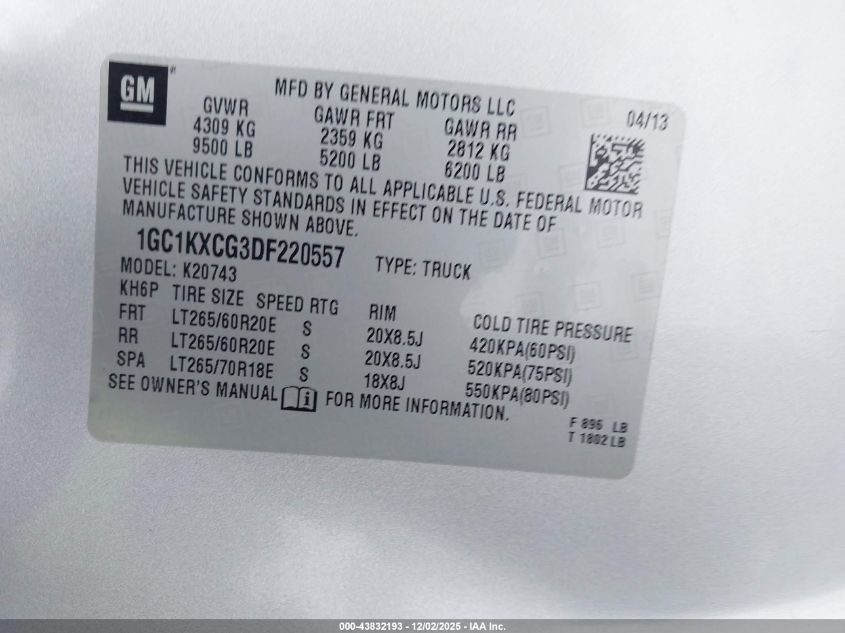 GM
MFD BY GENERAL MOTORS LLC
04/13
GVWR GAWR FRT GAWR RR
4309 KG 2359 KG 2812 KG
9500 LB 5200 LB 6200 LB
THIS VEHICLE CONFORMS TO ALL APPLICABLE U.S. FEDERAL MOTOR
VEHICLE SAFETY STANDARDS IN EFFECT ON THE DATE OF
MANUFACTURE SHOWN ABOVE.
1GC1KXCG3DF220557 TYPE: TRUCK
MODEL: K20743
KH6P TIRE SIZE SPEED RTG RIM COLD TIRE PRESSURE
FRT LT265/60R20E S 20X8.5J 420KPA(60PSI)
RR LT265/60R20E S 20X8.5J 520KPA(75PSI)
SPA LT265/70R18E S 18X8J 550KPA(80PSI)
SEE OWNER'S MANUAL FOR MORE INFORMATION.
F 896 LB
T 1802 LB
000-43832193 - 12/02/2025 - IAA Inc.